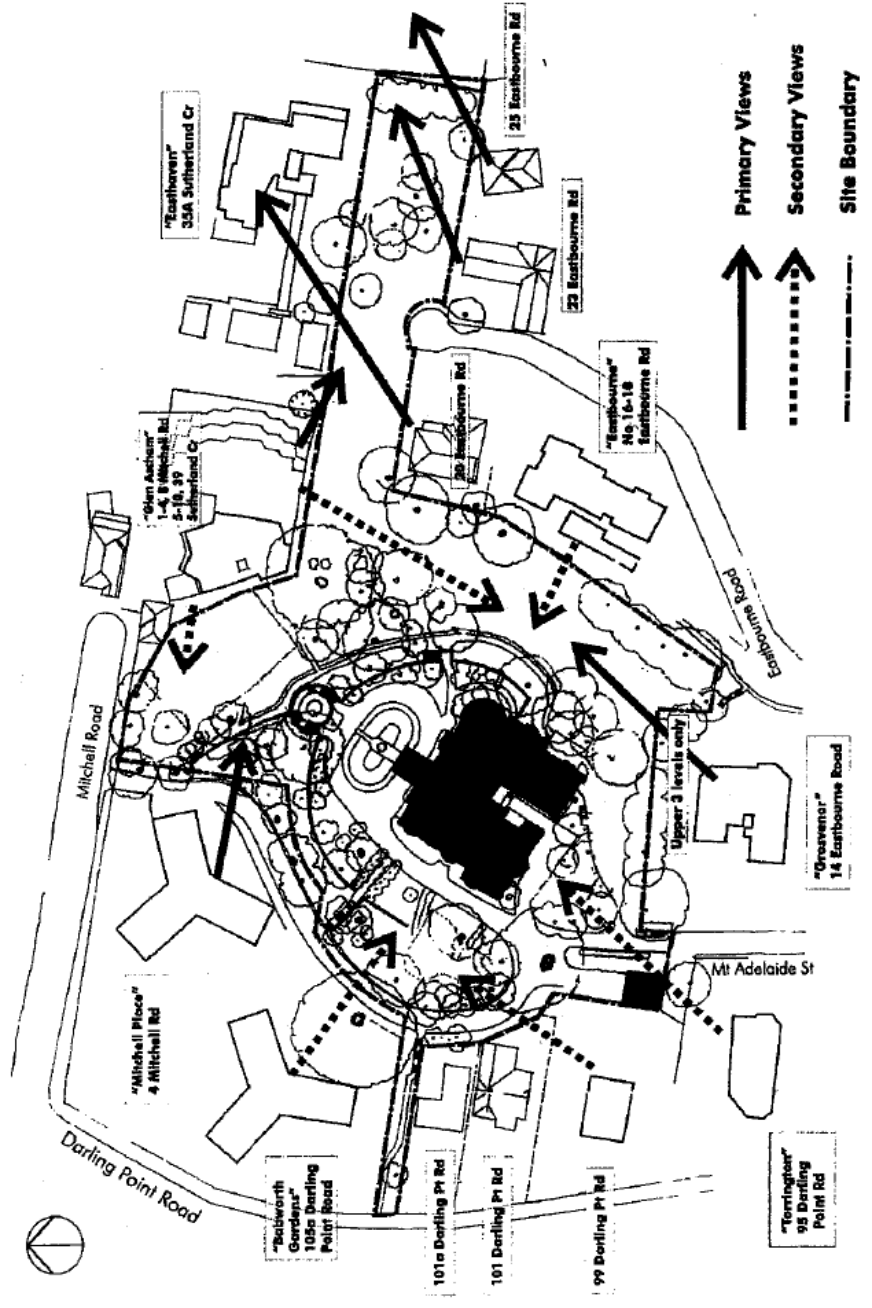 "Easthaven"
35A Sutherland Cr
25 Eastbourne Rd
23 Eastbourne Rd
"Glen Ascham"
1-4, 8 Mitchell Rd
5-10, 39
Sutherland Cr
20 Eastbourne Rd
"Eastbourne"
No 16-18
Eastbourne Rd
Eastbourne Road
Mitchell Road
Upper 3 levels only
"Grosvenor"
14 Eastbourne Road
Mt Adelaide St
"Mitchell Place"
4 Mitchell Rd
Darling Point Road
"Babworth
Gardens"
105a Darling
Point Road
101a Darling Pt Rd
101 Darling Pt Rd
99 Darling Pt Rd
"Torrington"
95 Darling
Point Rd
Primary Views
Secondary Views
Site Boundary